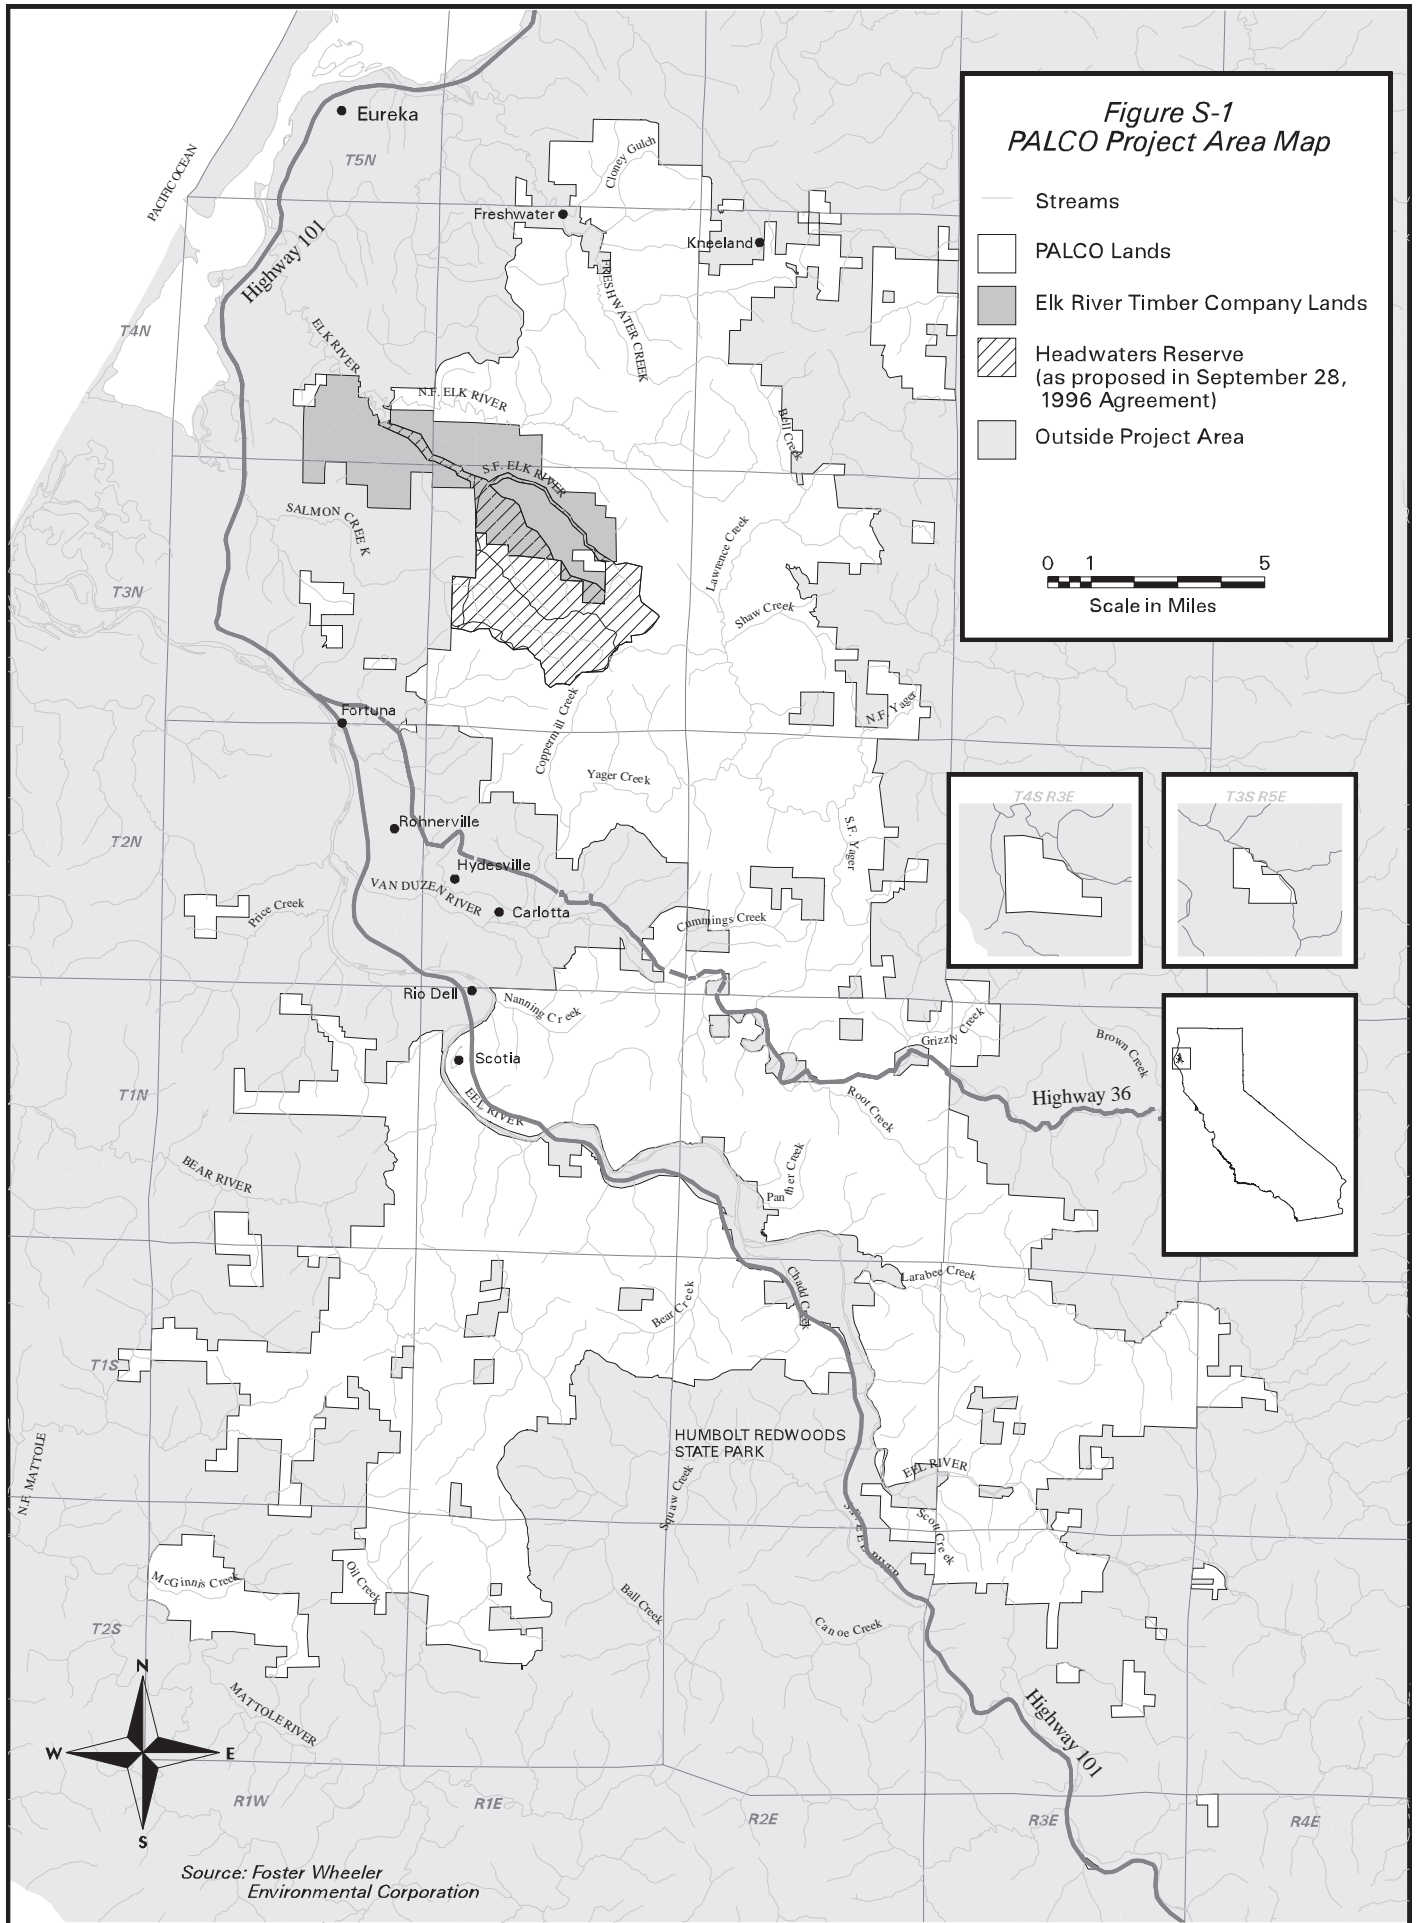 Figure S-1
PALCO Project Area Map
Streams
PALCO Lands
Elk River Timber Company Lands
Headwaters Reserve
(as proposed in September 28,
1996 Agreement)
Outside Project Area
0 1 5
Scale in Miles
Eureka
T5N
PACIFIC OCEAN
Cloney Gulch
Freshwater
Kneeland
Highway 101
FRESHWATER CREEK
T4N
ELK RIVER
N.F. ELK RIVER
Bell Creek
S.F. ELK RIVER
SALMON CREEK
Lawrence Creek
T3N
Shaw Creek
Fortuna
N.F. Yager
Coppermill Creek
Yager Creek
T4S R3E
T3S R5E
Rohnerville
S.F. Yager
T2N
Hydesville
VAN DUZEN RIVER
Carlotta
Price Creek
Cummings Creek
Rio Dell
Nanning Creek
Grizzly Creek
Brown Creek
Scotia
T1N
EEL RIVER
Root Creek
Highway 36
BEAR RIVER
Panther Creek
Larabee Creek
Chadd Creek
Bear Creek
T1S
HUMBOLT REDWOODS
STATE PARK
N.F. MATTOLE
Squaw Creek
EEL RIVER
S.F. EEL RIVER
Scott Creek
McGinnis Creek
Oil Creek
Ball Creek
Canoe Creek
T2S
N
W E
S
MATTOLE RIVER
Highway 101
R1W
R1E
R2E
R3E
R4E
Source: Foster Wheeler
Environmental Corporation